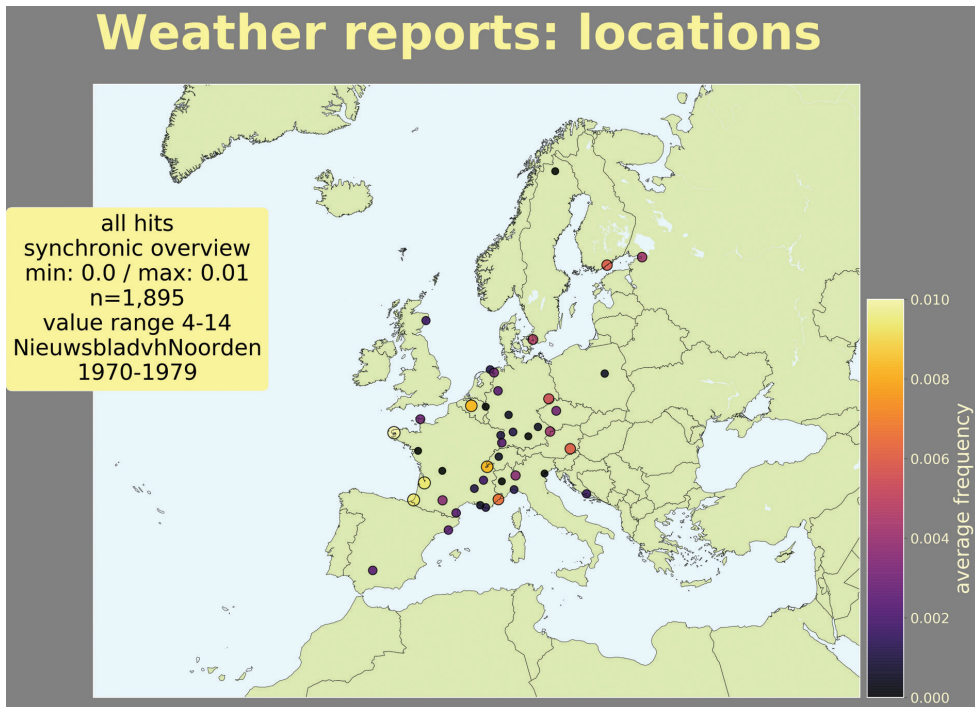 Weather reports: locations
all hits
synchronic overview
min: 0.0 / max: 0.01
n=1,895
value range 4-14
NieuwsbladvhNoorden
1970-1979
0.010
0.008
0.006
0.004
0.002
0.000
average frequency